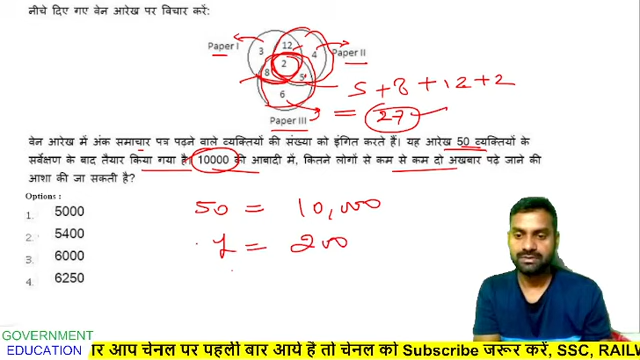 नीचे दिए गए वेन आरेख पर विचार करें:
Paper I
3
12
4
Paper II
2
8
5
6
Paper III
5 + 8 + 12 + 2
= 27
वेन आरेख में अंक समाचार पत्र पढ़ने वाले व्यक्तियों की संख्या को इंगित करते हैं। यह आरेख 50 व्यक्तियों के
सर्वेक्षण के बाद तैयार किया गया है 10000 की आबादी में, कितने लोगों से कम से कम दो अखबार पढ़े जाने की
आशा की जा सकती है?
Options :
1. 5000
2. 5400
3. 6000
4. 6250
50 = 10,000
1 = 200
GOVERNMENT
EDUCATION
ार आप चेनल पर पहली बार आये है तो चेनल को Subscribe जरूर करें, SSC, RAILW